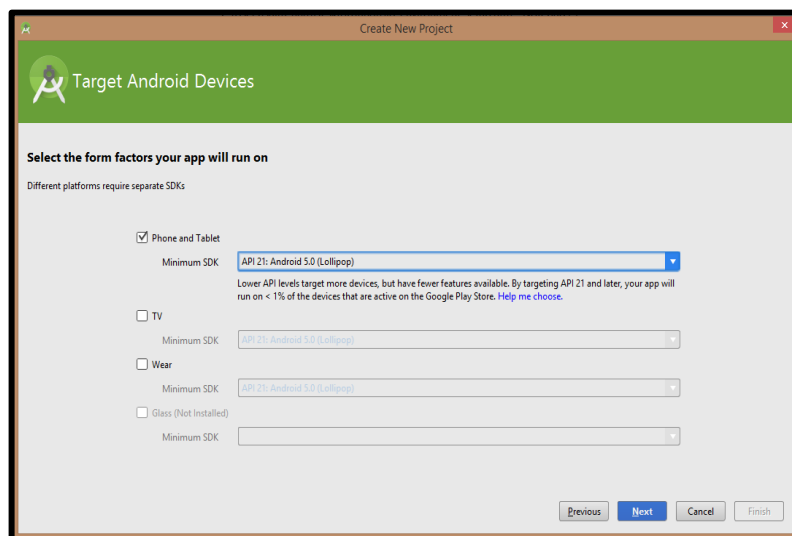 Create New Project
Target Android Devices
Select the form factors your app will run on
Different platforms require separate SDKs
Phone and Tablet
Minimum SDK API 21: Android 5.0 (Lollipop)
Lower API levels target more devices, but have fewer features available. By targeting API 21 and later, your app will
run on < 1% of the devices that are active on the Google Play Store. Help me choose.
TV
Minimum SDK API 21: Android 5.0 (Lollipop)
Wear
Minimum SDK API 21: Android 5.0 (Lollipop)
Glass (Not Installed)
Minimum SDK
Previous Next Cancel Finish